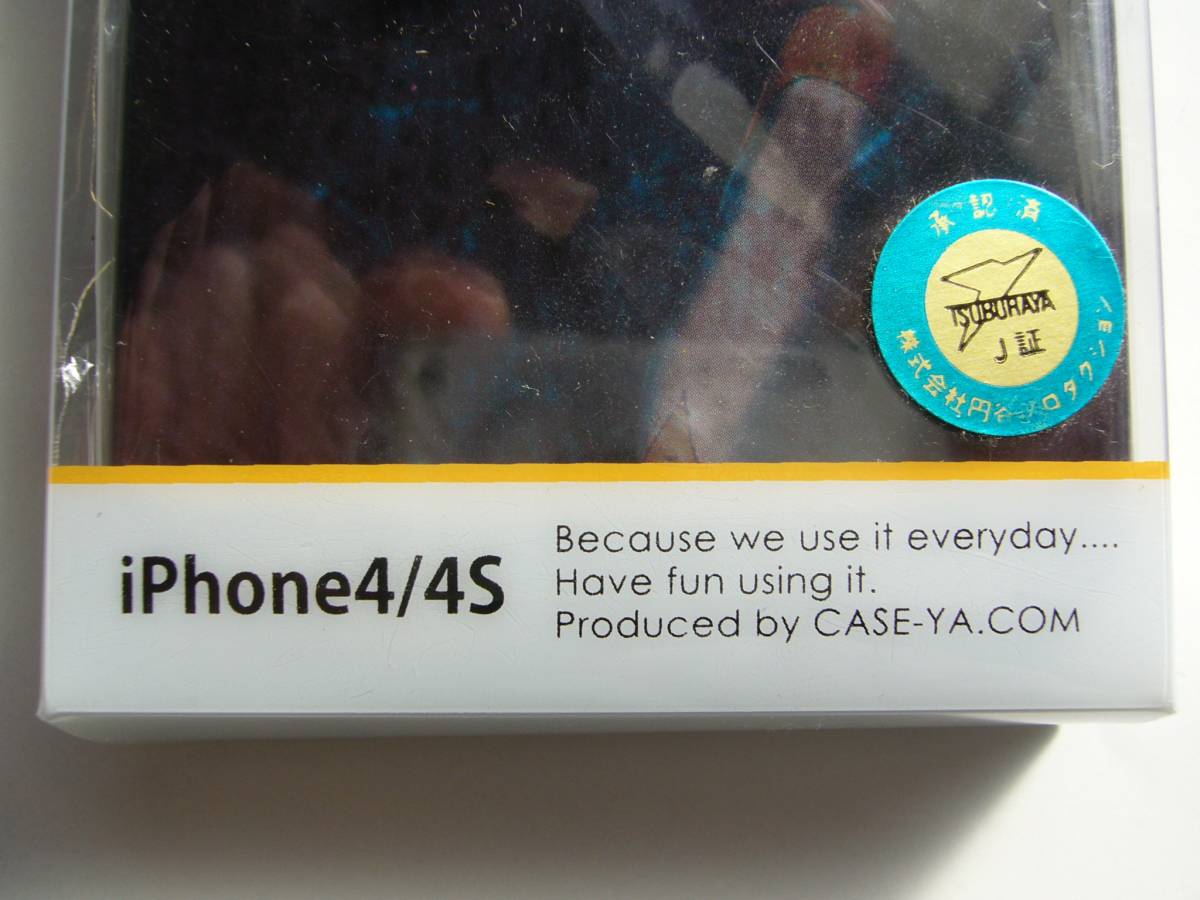 承認済
TSUBURAYA
J証
株式会社円谷プロダクション
iPhone4/4S
Because we use it everyday....
Have fun using it.
Produced by CASE-YA.COM